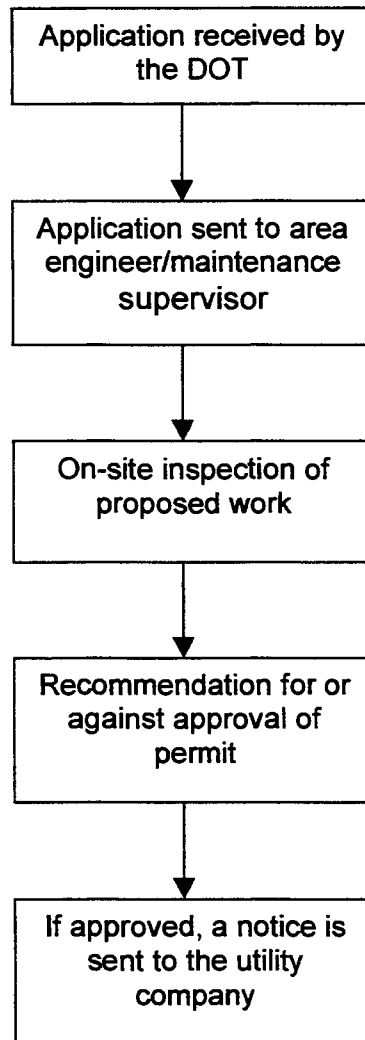 Application received by
the DOT
Application sent to area
engineer/maintenance
supervisor
On-site inspection of
proposed work
Recommendation for or
against approval of
permit
If approved, a notice is
sent to the utility
company